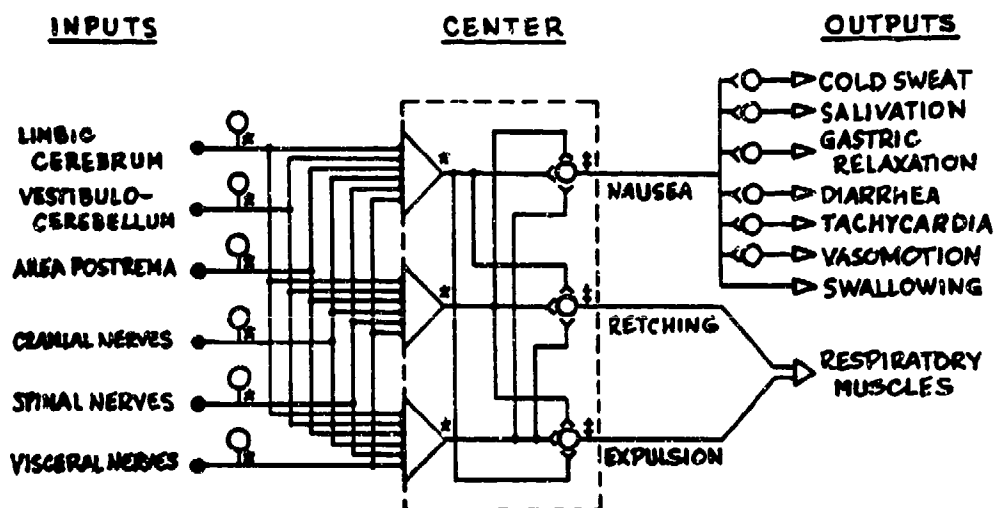 INPUTS
CENTER
OUTPUTS
LIMBIC
CEREBRUM
VESTIBULO-
CEREBELLUM
AREA POSTREMA
CRANIAL NERVES
SPINAL NERVES
VISCERAL NERVES
*
*
*
*
*
*
*
*
*
‡
‡
‡
NAUSEA
RETCHING
EXPULSION
COLD SWEAT
SALIVATION
GASTRIC
RELAXATION
DIARRHEA
TACHYCARDIA
VASOMOTION
SWALLOWING
RESPIRATORY
MUSCLES